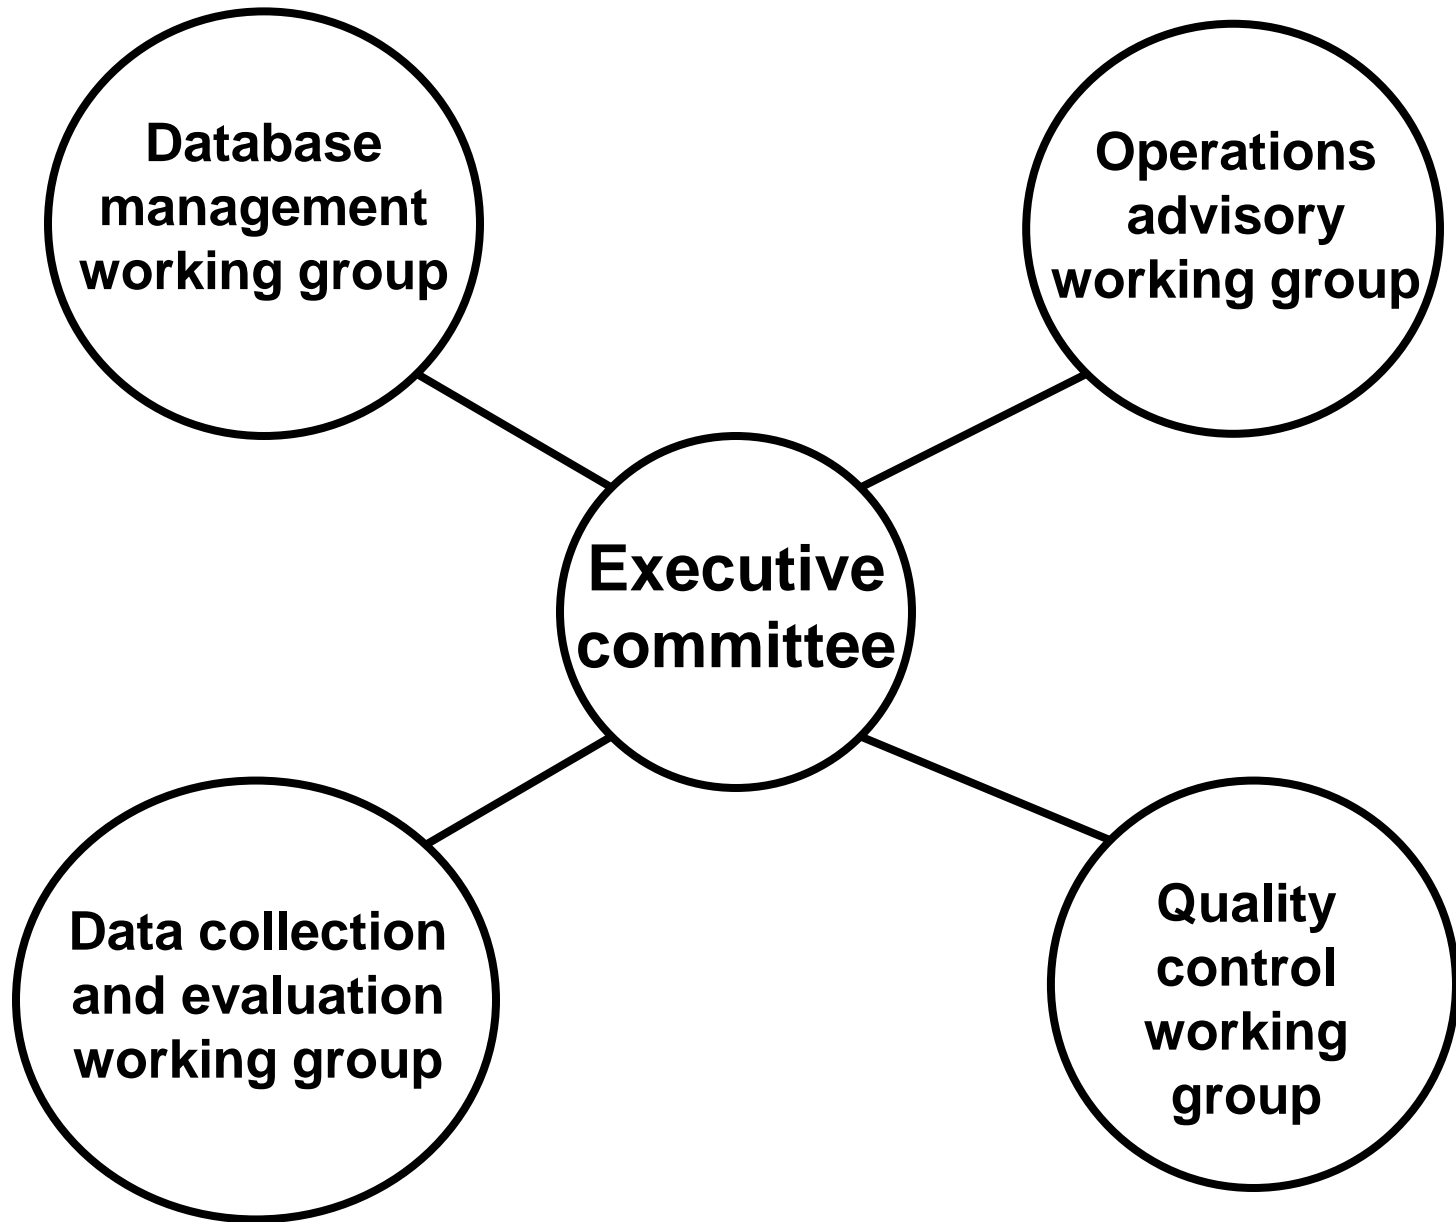 Database
management
working group
Operations
advisory
working group
Executive
committee
Data collection
and evaluation
working group
Quality
control
working
group